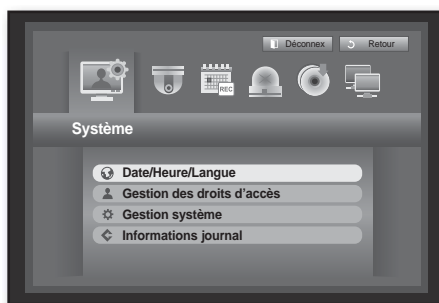 Déconnex Retour
REC
Système
Date/Heure/Langue
Gestion des droits d'accès
Gestion système
Informations journal